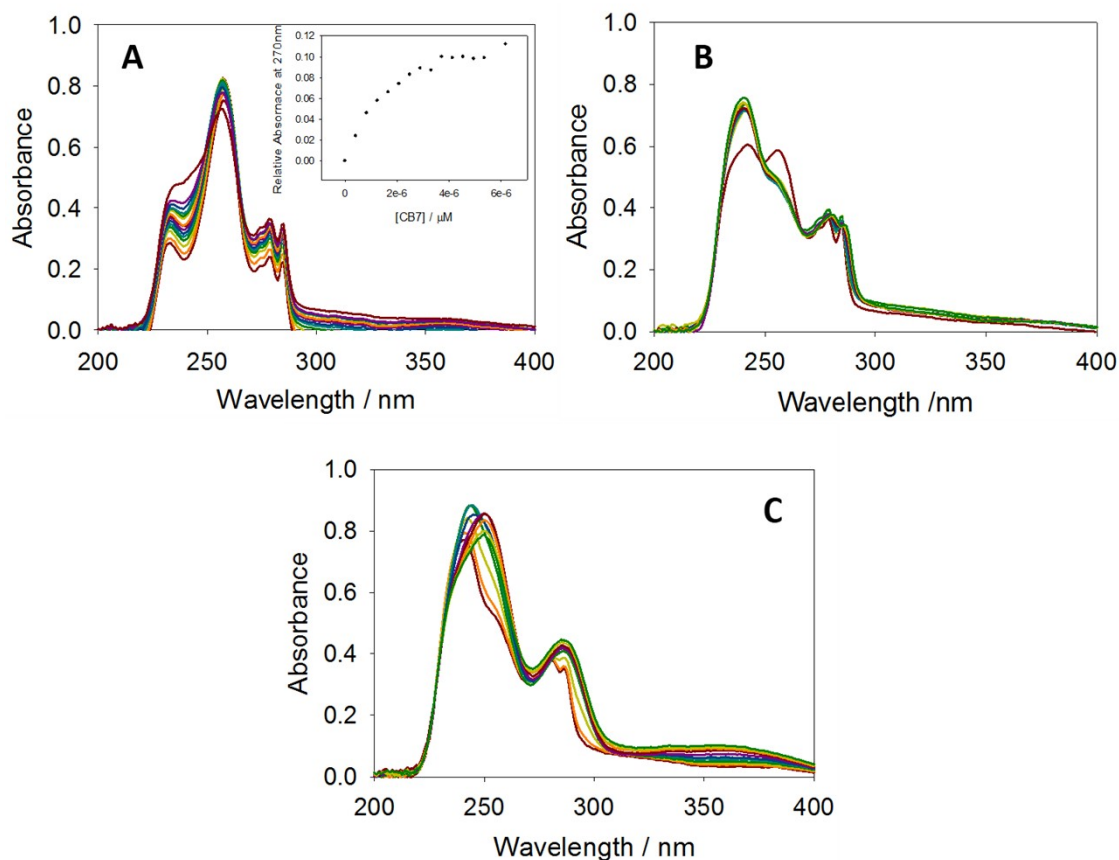 A
1.0
0.8
0.6
0.4
0.2
0.0
Absorbance
200
250
300
350
400
Wavelength / nm
Relative Absornace at 270nm
0.12
0.10
0.08
0.06
0.04
0.02
0.00
0
2e-6
4e-6
6e-6
[CB7] / μM
B
1.0
0.8
0.6
0.4
0.2
0.0
Absorbance
200
250
300
350
400
Wavelength /nm
C
1.0
0.8
0.6
0.4
0.2
0.0
Absorbance
200
250
300
350
400
Wavelength / nm